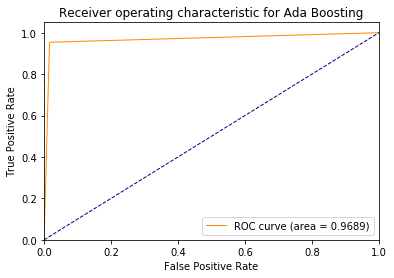 Receiver operating characteristic for Ada Boosting
True Positive Rate
1.0
0.8
0.6
0.4
0.2
0.0
ROC curve (area = 0.9689)
0.0 0.2 0.4 0.6 0.8 1.0
False Positive Rate